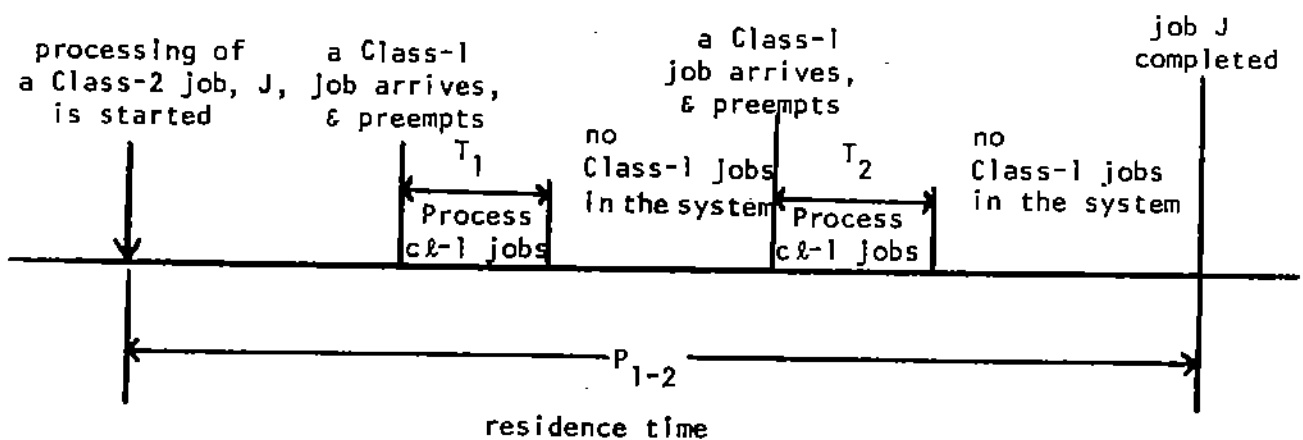 processing of
a Class-2 job, J,
is started
a Class-1
job arrives,
& preempts
T1
no
Class-1 jobs
in the system
a Class-1
job arrives,
& preempts
T2
no
Class-1 jobs
in the system
job J
completed
Process
cℓ-1 jobs
Process
cℓ-1 jobs
P1-2
residence time